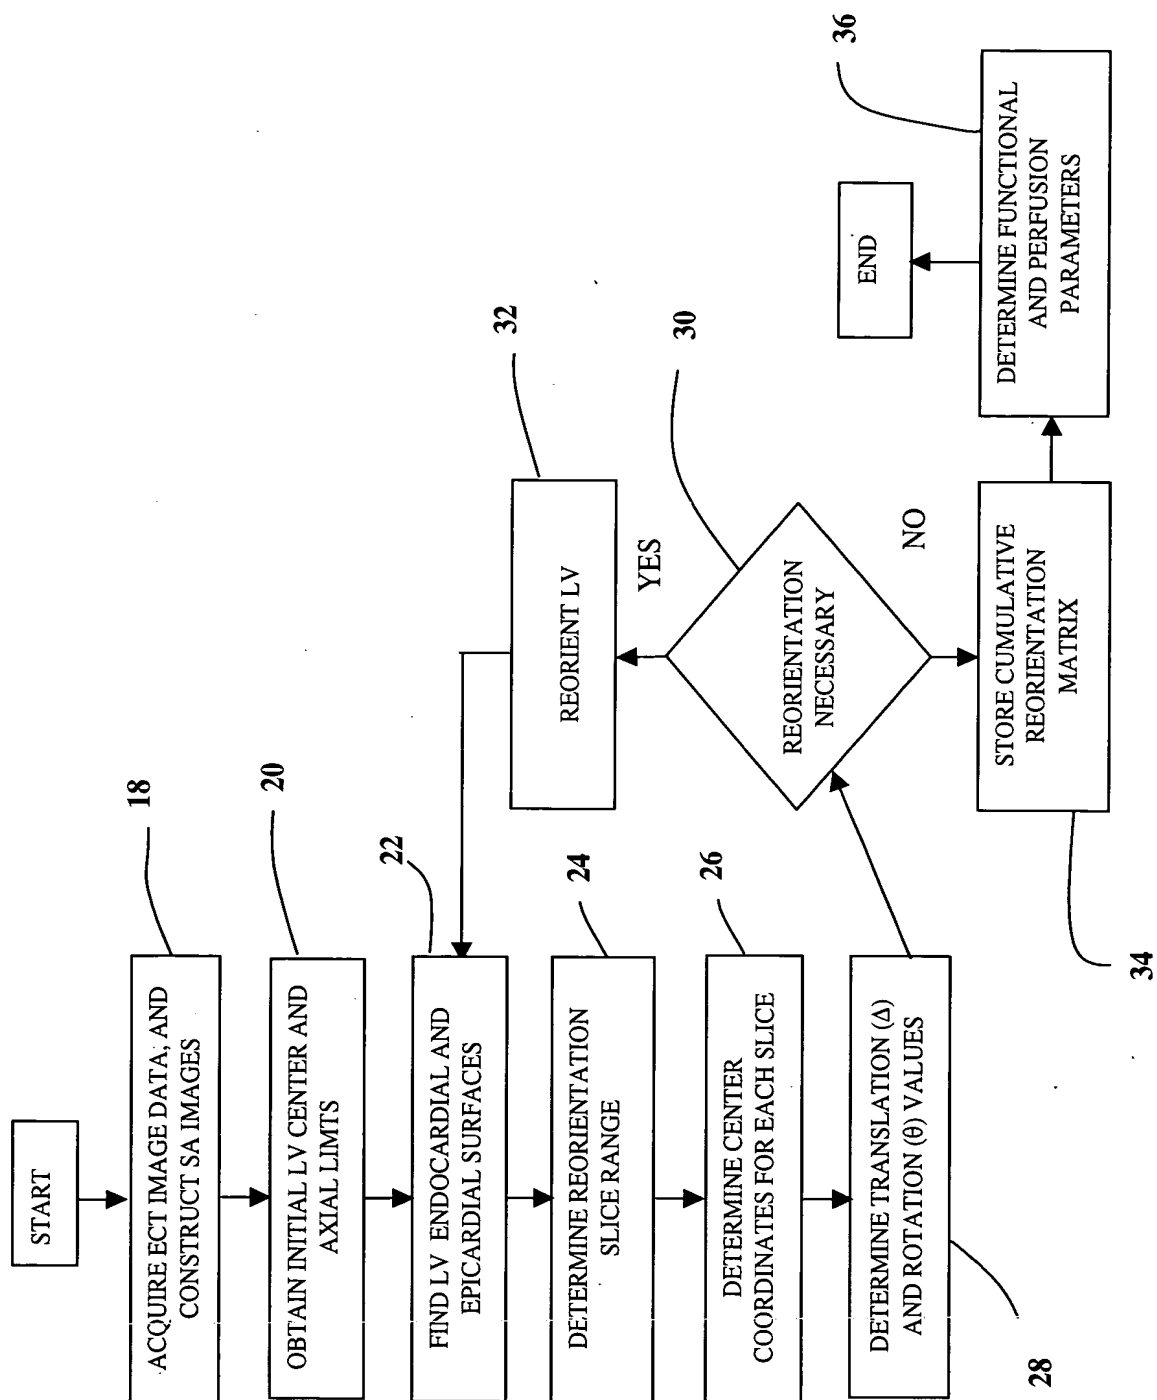 START
18
ACQUIRE ECT IMAGE DATA, AND
CONSTRUCT SA IMAGES
20
OBTAIN INITIAL LV CENTER AND
AXIAL LIMTS
22
FIND LV ENDOCARDIAL AND
EPICARDIAL SURFACES
24
DETERMINE REORIENTATION
SLICE RANGE
26
DETERMINE CENTER
COORDINATES FOR EACH SLICE
28
DETERMINE TRANSLATION (Δ)
AND ROTATION (θ) VALUES
30
REORIENTATION
NECESSARY
YES
32
REORIENT LV
NO
34
STORE CUMULATIVE
REORIENTATION
MATRIX
36
DETERMINE FUNCTIONAL
AND PERFUSION
PARAMETERS
END